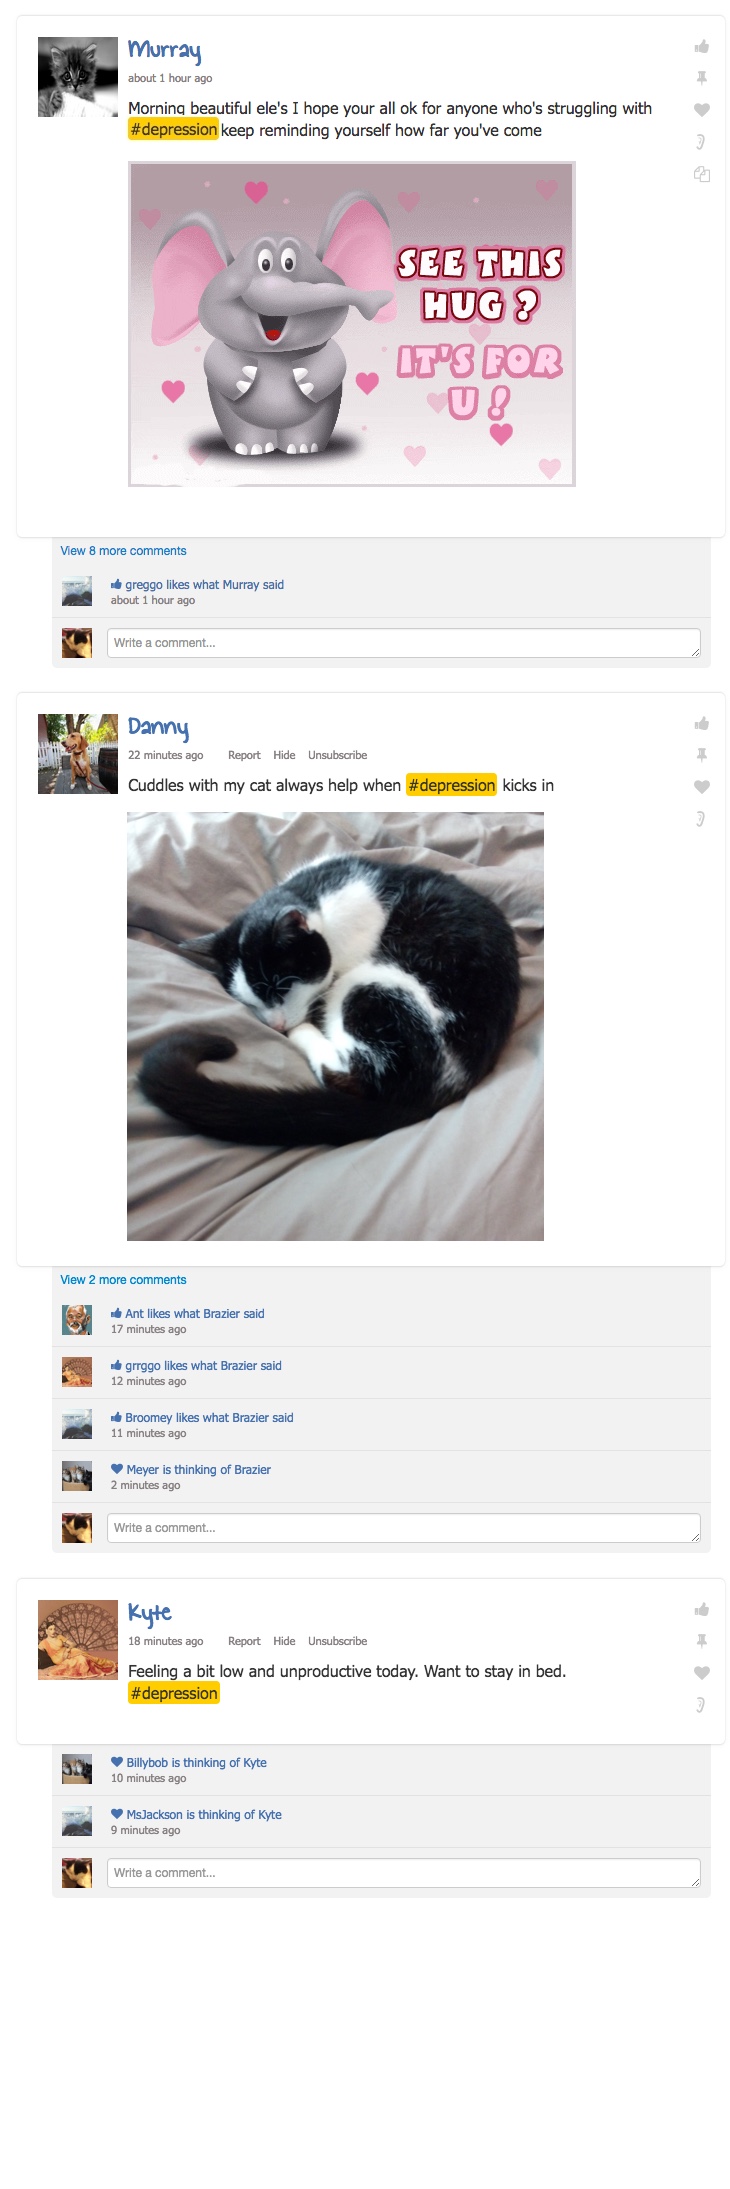 Murray
about 1 hour ago
Morning beautiful ele's I hope your all ok for anyone who's struggling with
#depression keep reminding yourself how far you've come
SEE THIS
HUG ?
IT'S FOR
U !
View 8 more comments
greggo likes what Murray said
about 1 hour ago
Write a comment...
Danny
22 minutes ago Report Hide Unsubscribe
Cuddles with my cat always help when #depression kicks in
View 2 more comments
Ant likes what Brazier said
17 minutes ago
grrggo likes what Brazier said
12 minutes ago
Broomey likes what Brazier said
11 minutes ago
Meyer is thinking of Brazier
2 minutes ago
Write a comment...
Kyte
18 minutes ago Report Hide Unsubscribe
Feeling a bit low and unproductive today. Want to stay in bed.
#depression
Billybob is thinking of Kyte
10 minutes ago
MsJackson is thinking of Kyte
9 minutes ago
Write a comment...